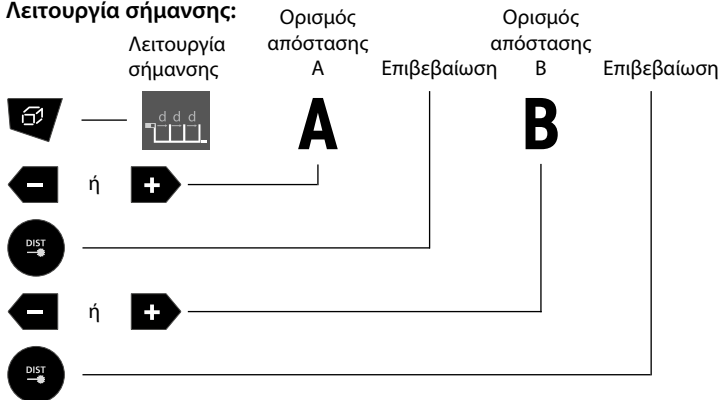 Λειτουργία σήμανσης:
Λειτουργία
σήμανσης
Ορισμός
απόστασης
A
Επιβεβαίωση
Ορισμός
απόστασης
B
Επιβεβαίωση
d d d
A
B
- ή +
DIST
- ή +
DIST